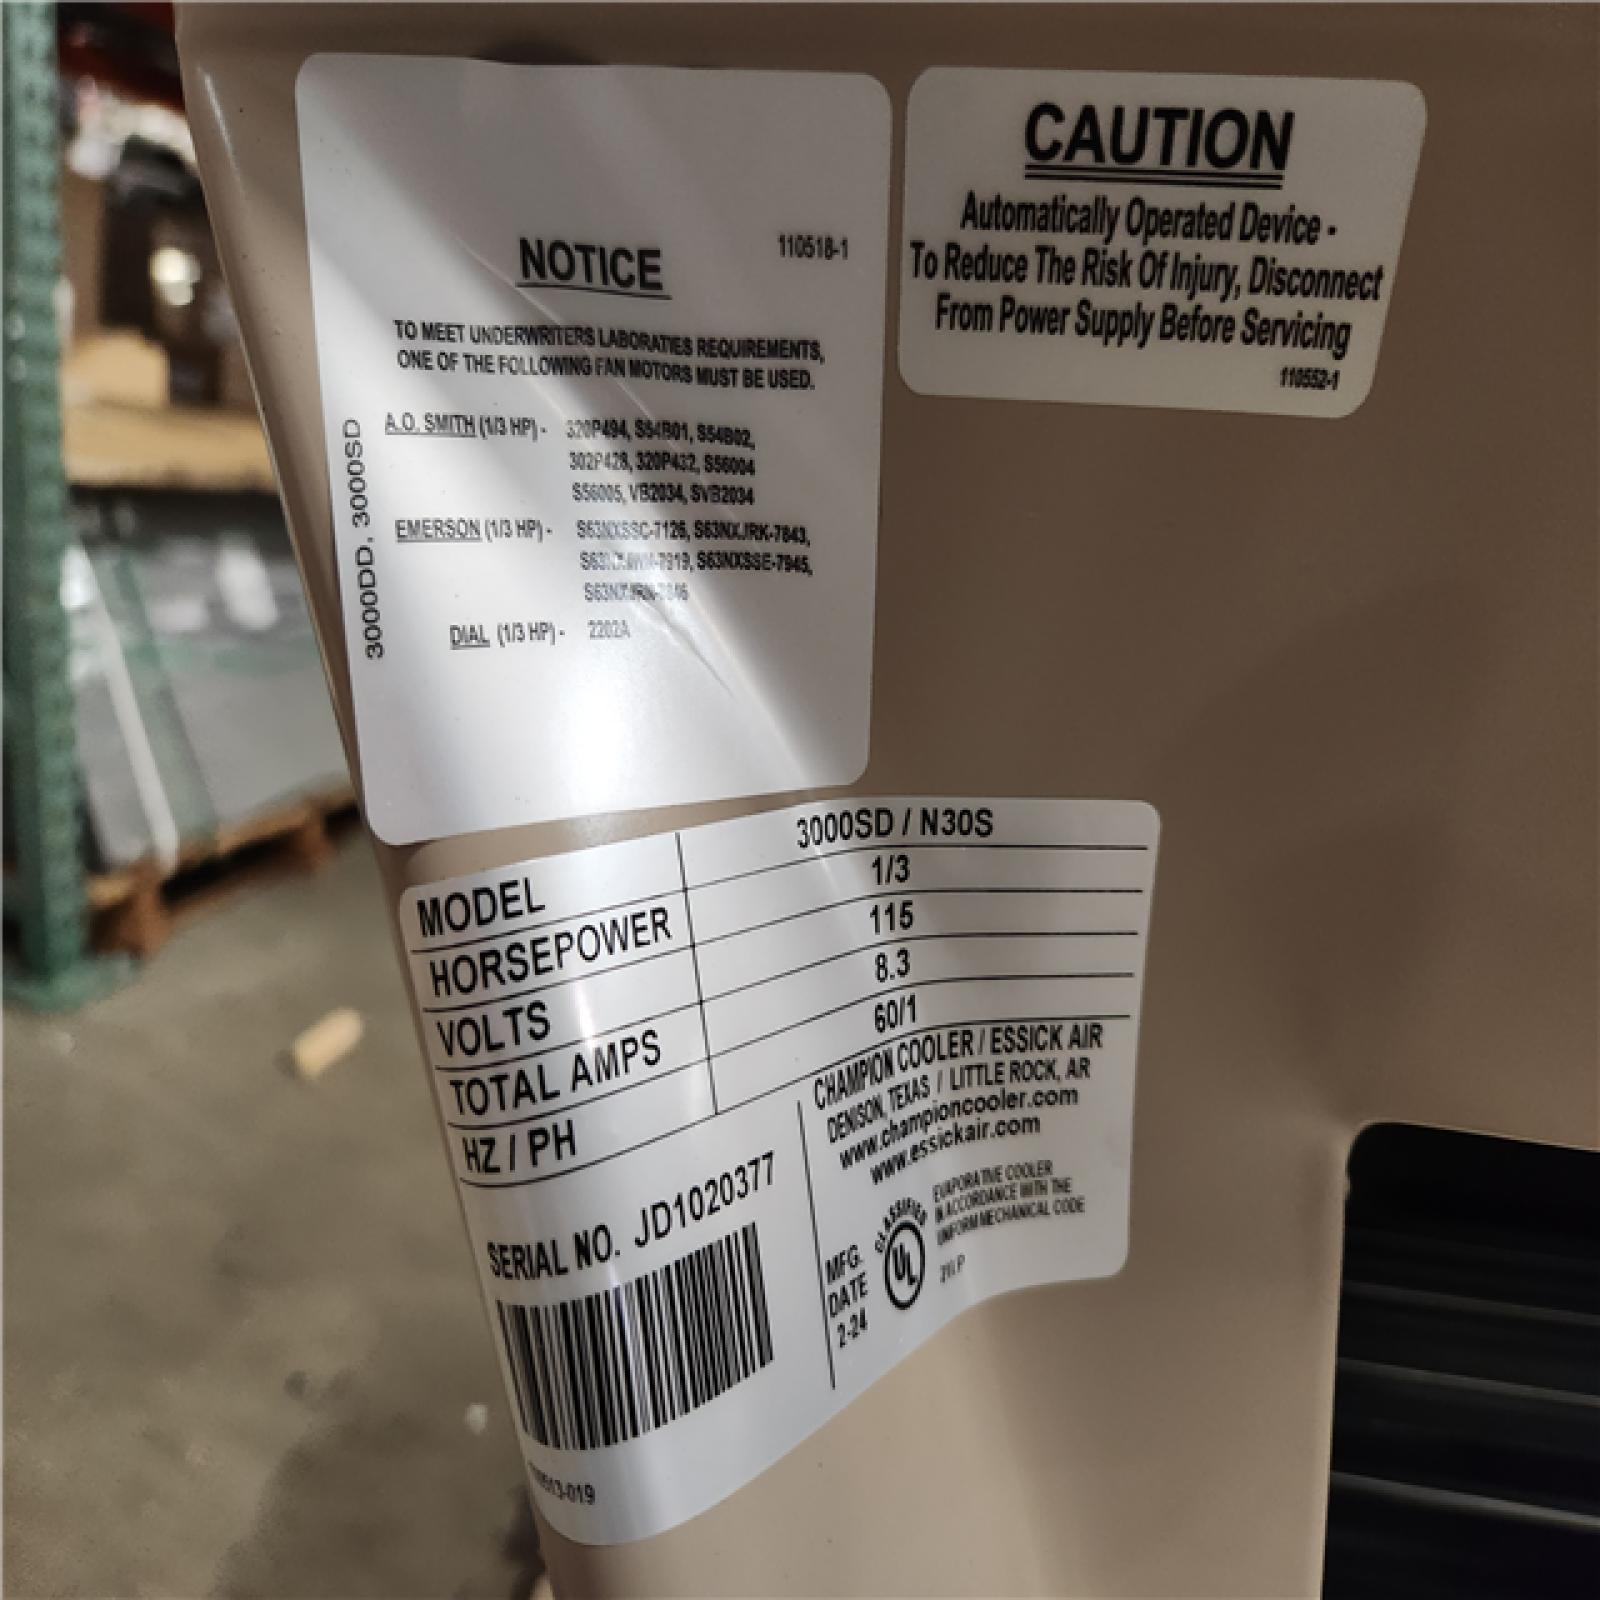 NOTICE
110518-1
TO MEET UNDERWRITERS LABORATIES REQUIREMENTS,
ONE OF THE FOLLOWING FAN MOTORS MUST BE USED.
A.O. SMITH (1/3 HP) - 320P494, S54B01, S54B02,
302P428, 320P432, S56004
S56005, VB2034, SVB2034
EMERSON (1/3 HP) - S63NXSSC-7126, S63NXJRK-7843,
S63NXSSE-7945,
DIAL (1/3 HP) - 2202A
3000DD, 3000SD
CAUTION
Automatically Operated Device -
To Reduce The Risk Of Injury, Disconnect
From Power Supply Before Servicing
110552-1
MODEL 3000SD / N30S
HORSEPOWER 1/3
VOLTS 115
TOTAL AMPS 8.3
HZ / PH 60/1
CHAMPION COOLER / ESSICK AIR
DENISON, TEXAS / LITTLE ROCK, AR
www.championcooler.com
www.essickair.com
SERIAL NO. JD1020377
MFG.
DATE
2-24
CLASSIFIED
UL
EVAPORATIVE COOLER
IN ACCORDANCE WITH THE
UNIFORM MECHANICAL CODE